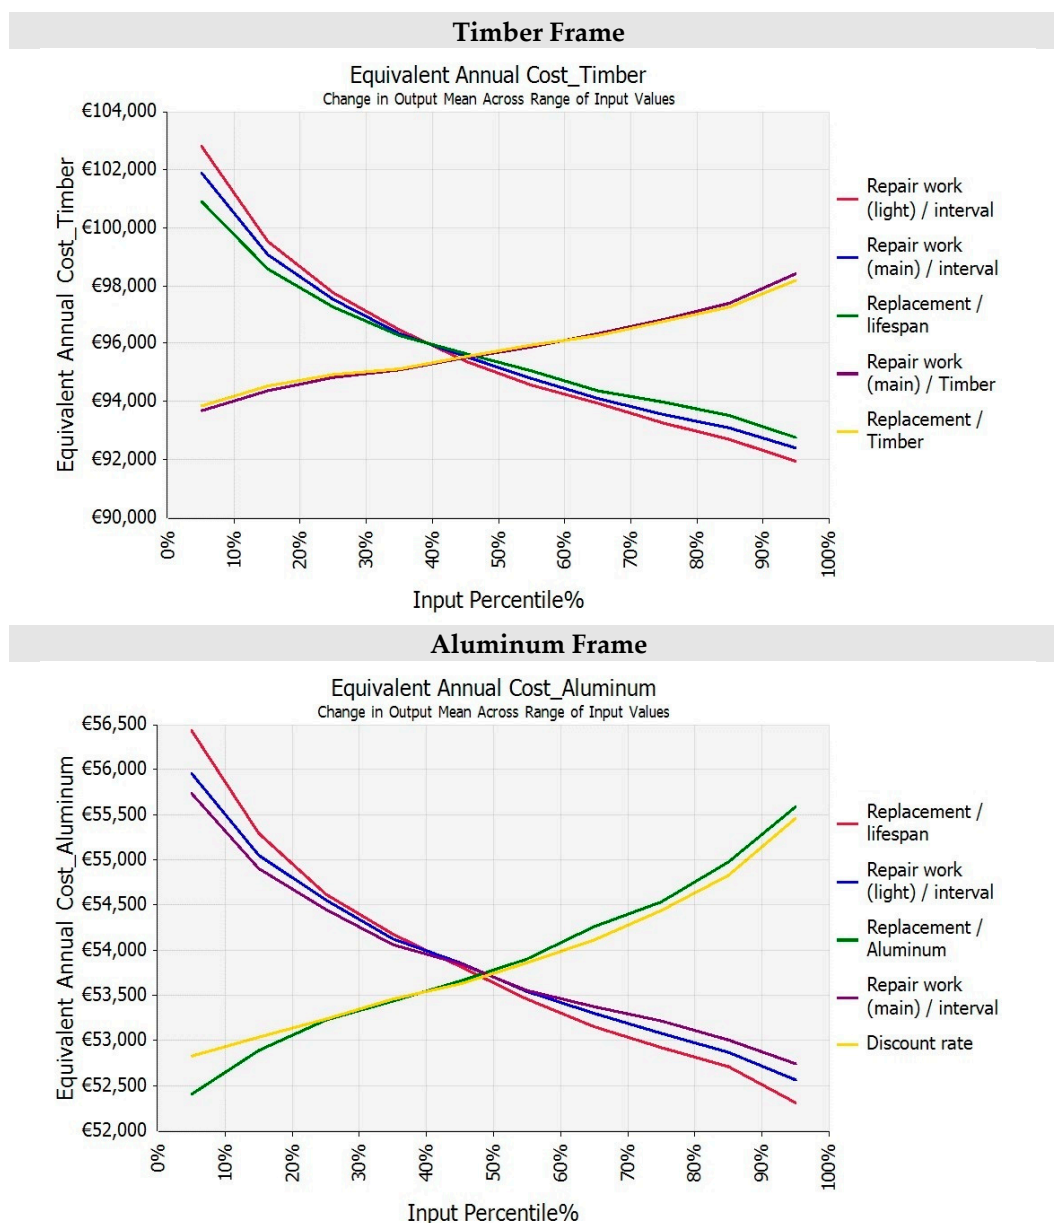 Timber Frame
Equivalent Annual Cost_Timber
Change in Output Mean Across Range of Input Values
Equivalent Annual Cost_Timber
€104,000
€102,000
€100,000
€98,000
€96,000
€94,000
€92,000
€90,000
0%
10%
20%
30%
40%
50%
60%
70%
80%
90%
100%
Input Percentile%
Repair work
(light) / interval
Repair work
(main) / interval
Replacement /
lifespan
Repair work
(main) / Timber
Replacement /
Timber
Aluminum Frame
Equivalent Annual Cost_Aluminum
Change in Output Mean Across Range of Input Values
Equivalent Annual Cost_Aluminum
€56,500
€56,000
€55,500
€55,000
€54,500
€54,000
€53,500
€53,000
€52,500
€52,000
0%
10%
20%
30%
40%
50%
60%
70%
80%
90%
100%
Input Percentile%
Replacement /
lifespan
Repair work
(light) / interval
Replacement /
Aluminum
Repair work
(main) / interval
Discount rate